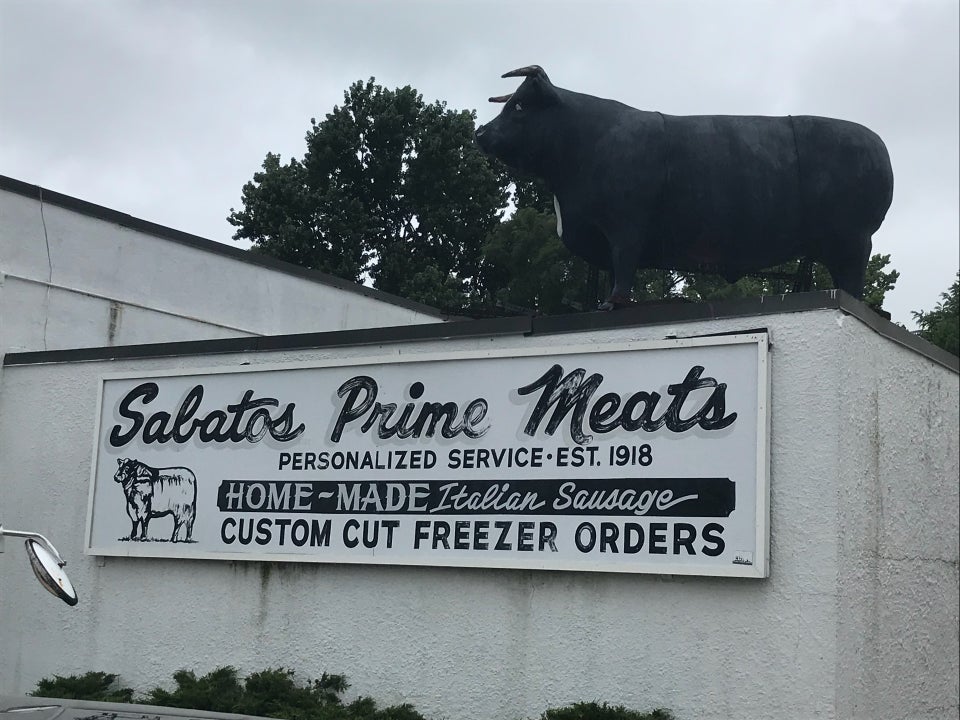 Sabatos Prime Meats
PERSONALIZED SERVICE · EST. 1918
HOME~MADE Italian Sausage
CUSTOM CUT FREEZER ORDERS